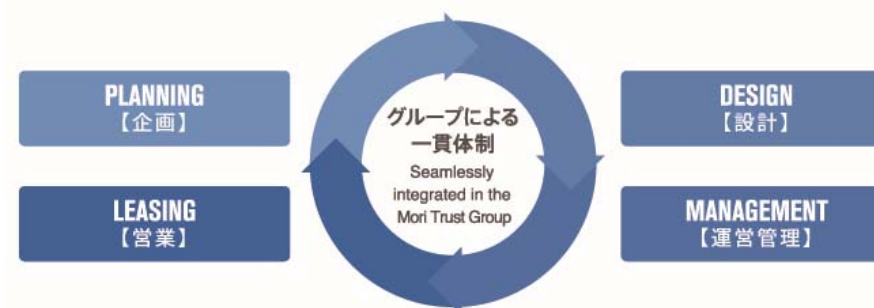 PLANNING
【企画】
LEASING
【営業】
グループによる
一貫体制
Seamlessly
integrated in the
Mori Trust Group
DESIGN
【設計】
MANAGEMENT
【運営管理】